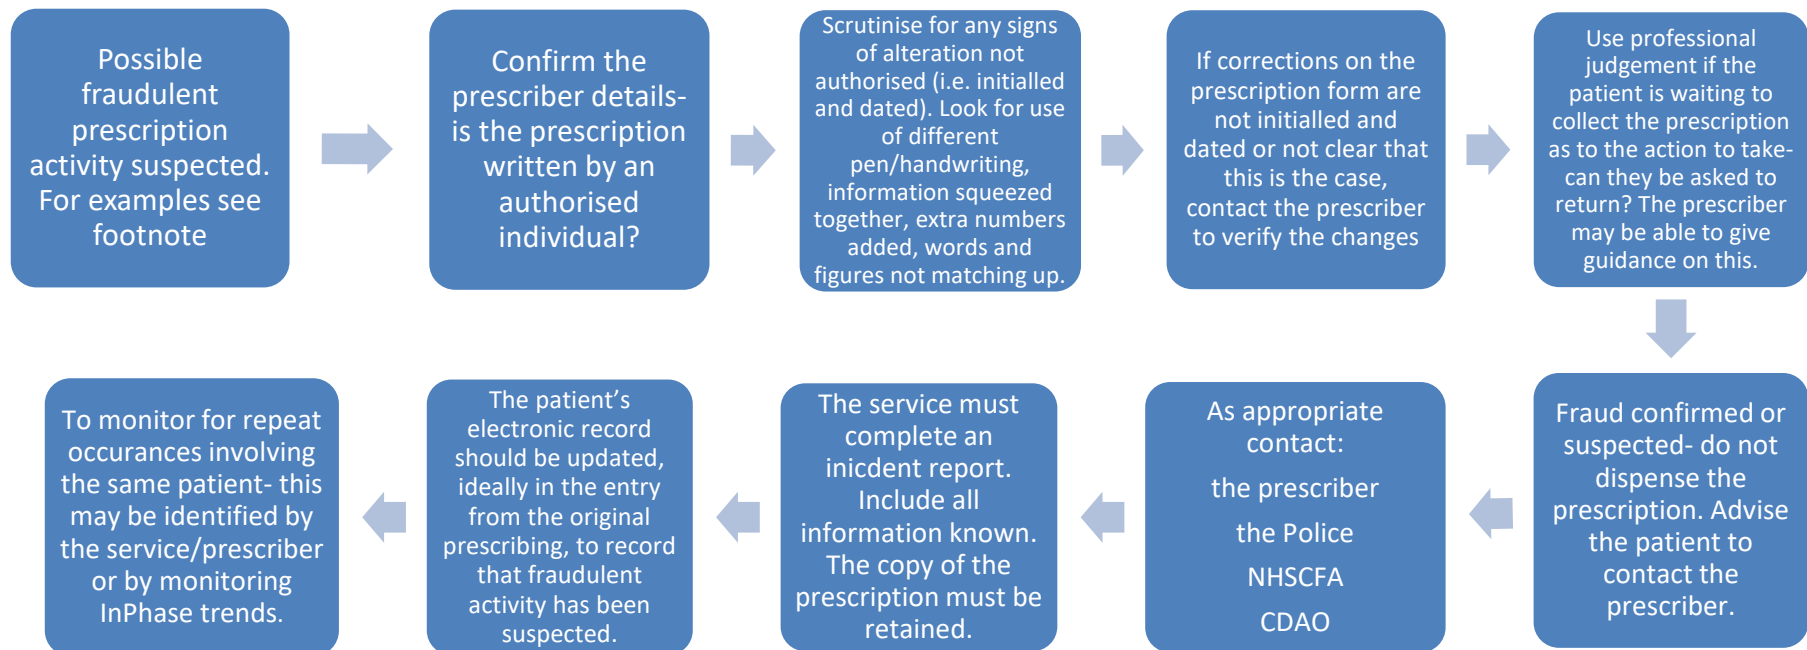 Possible
fraudulent
prescription
activity suspected.
For examples see
footnote
Confirm the
prescriber details-
is the prescription
written by an
authorised
individual?
Scrutinise for any signs
of alteration not
authorised (i.e. initialled
and dated). Look for use
of different
pen/handwriting,
information squeezed
together, extra numbers
added, words and
figures not matching up.
If corrections on the
prescription form are
not initialled and
dated or not clear that
this is the case,
contact the prescriber
to verify the changes
Use professional
judgement if the
patient is waiting to
collect the prescription
as to the action to take-
can they be asked to
return? The prescriber
may be able to give
guidance on this.
Fraud confirmed or
suspected- do not
dispense the
prescription. Advise
the patient to
contact the
prescriber.
As appropriate
contact:
the prescriber
the Police
NHSCFA
CDAO
The service must
complete an
inicdent report.
Include all
information known.
The copy of the
prescription must be
retained.
The patient’s
electronic record
should be updated,
ideally in the entry
from the original
prescribing, to record
that fraudulent
activity has been
suspected.
To monitor for repeat
occurances involving
the same patient- this
may be identified by
the service/prescriber
or by monitoring
InPhase trends.